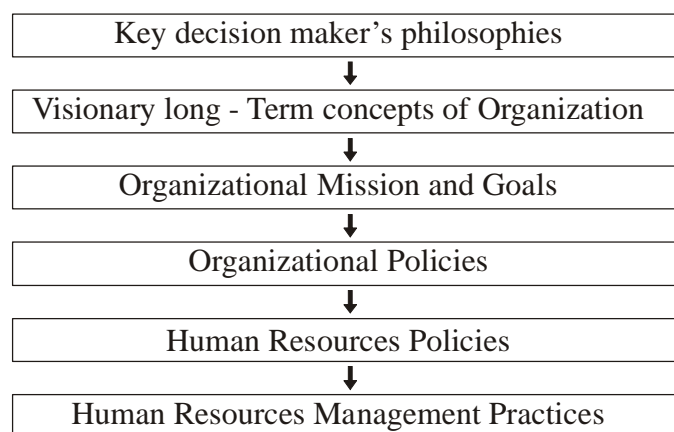 Key decision maker’s philosophies
Visionary long - Term concepts of Organization
Organizational Mission and Goals
Organizational Policies
Human Resources Policies
Human Resources Management Practices